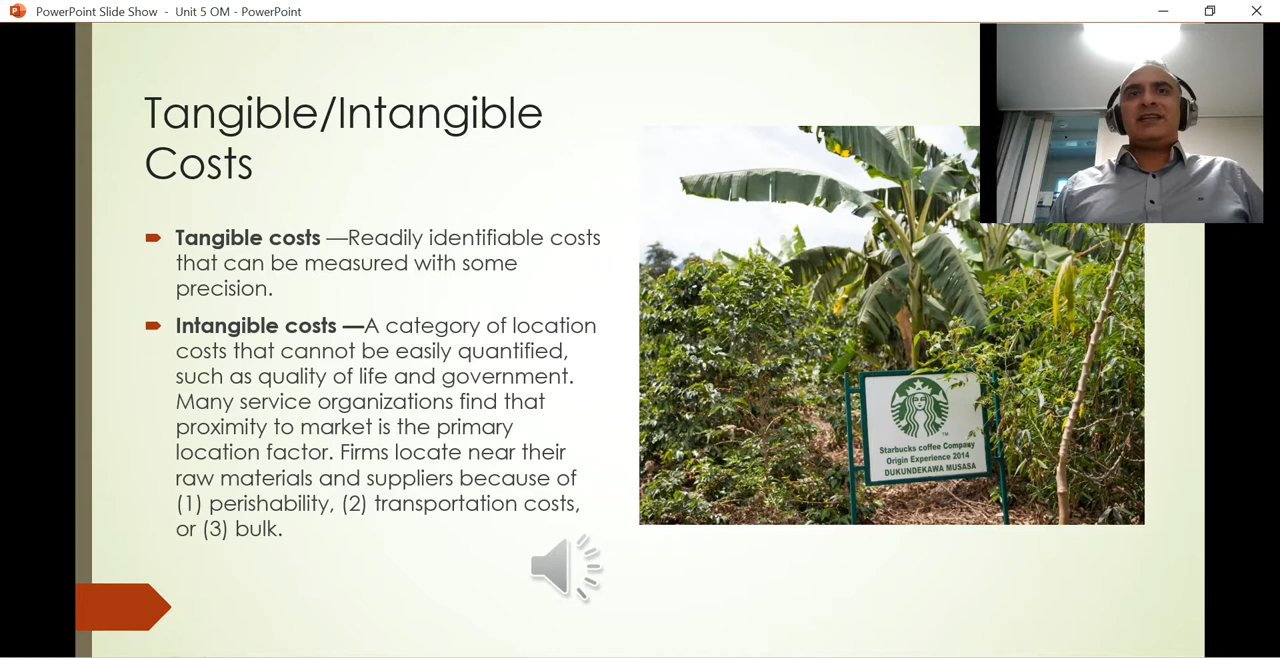 PowerPoint Slide Show - Unit 5 OM - PowerPoint
Tangible/Intangible
Costs
Tangible costs —Readily identifiable costs
that can be measured with some
precision.
Intangible costs —A category of location
costs that cannot be easily quantified,
such as quality of life and government.
Many service organizations find that
proximity to market is the primary
location factor. Firms locate near their
raw materials and suppliers because of
(1) perishability, (2) transportation costs,
or (3) bulk.
TM
Starbucks coffee Company
Origin Experience 2014
DUKUNDEKAWA MUSASA